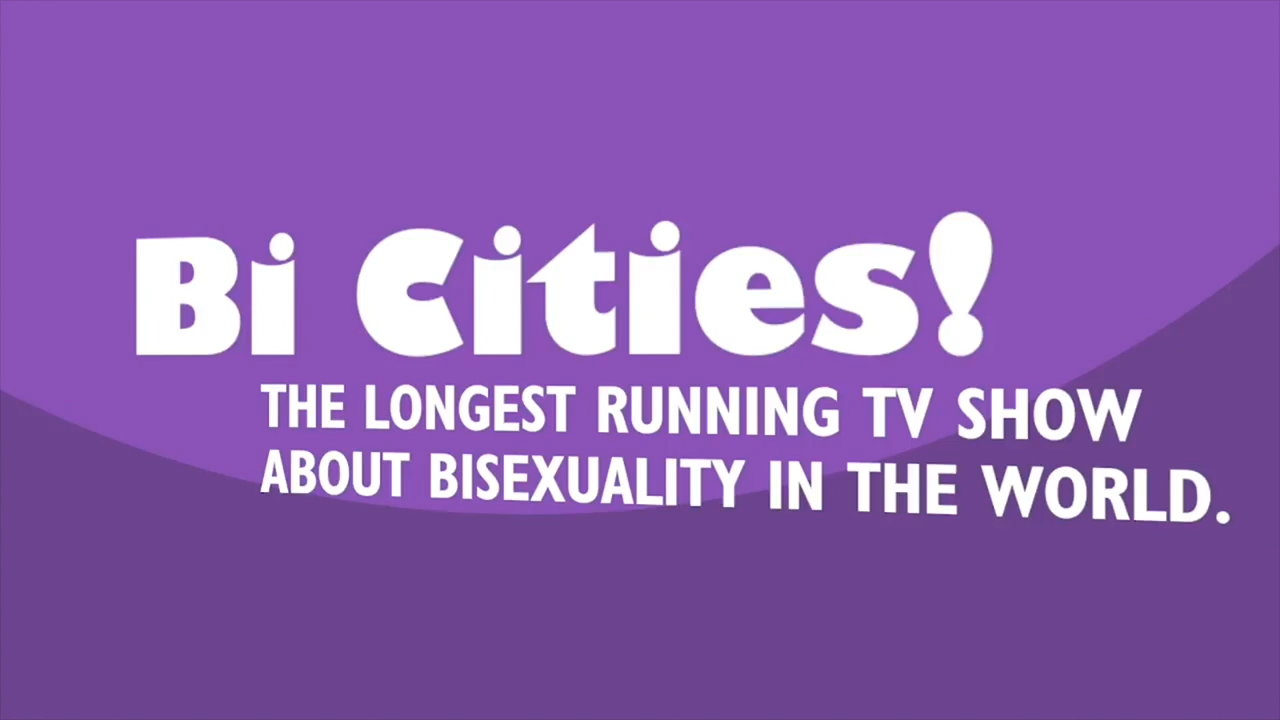 Bi Cities!
THE LONGEST RUNNING TV SHOW
ABOUT BISEXUALITY IN THE WORLD.